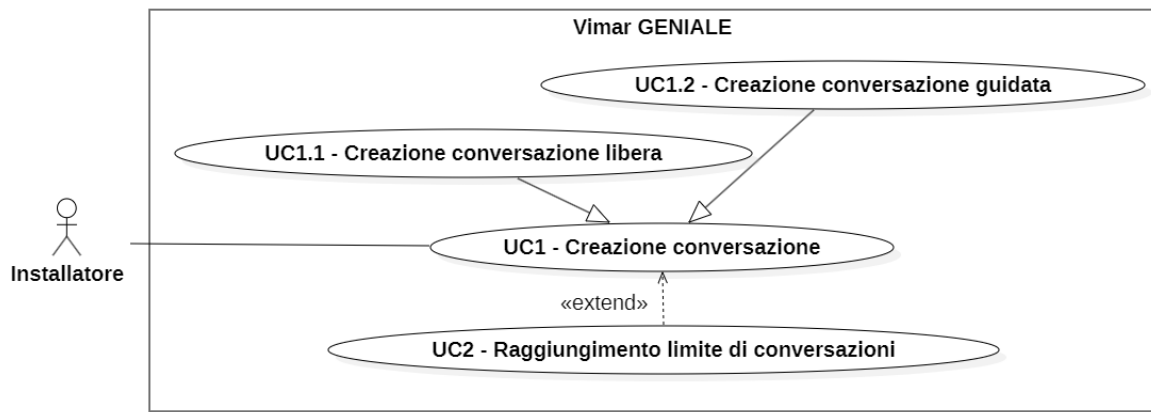 Vimar GENIALE
UC1.2 - Creazione conversazione guidata
UC1.1 - Creazione conversazione libera
UC1 - Creazione conversazione
Installatore
«extend»
UC2 - Raggiungimento limite di conversazioni